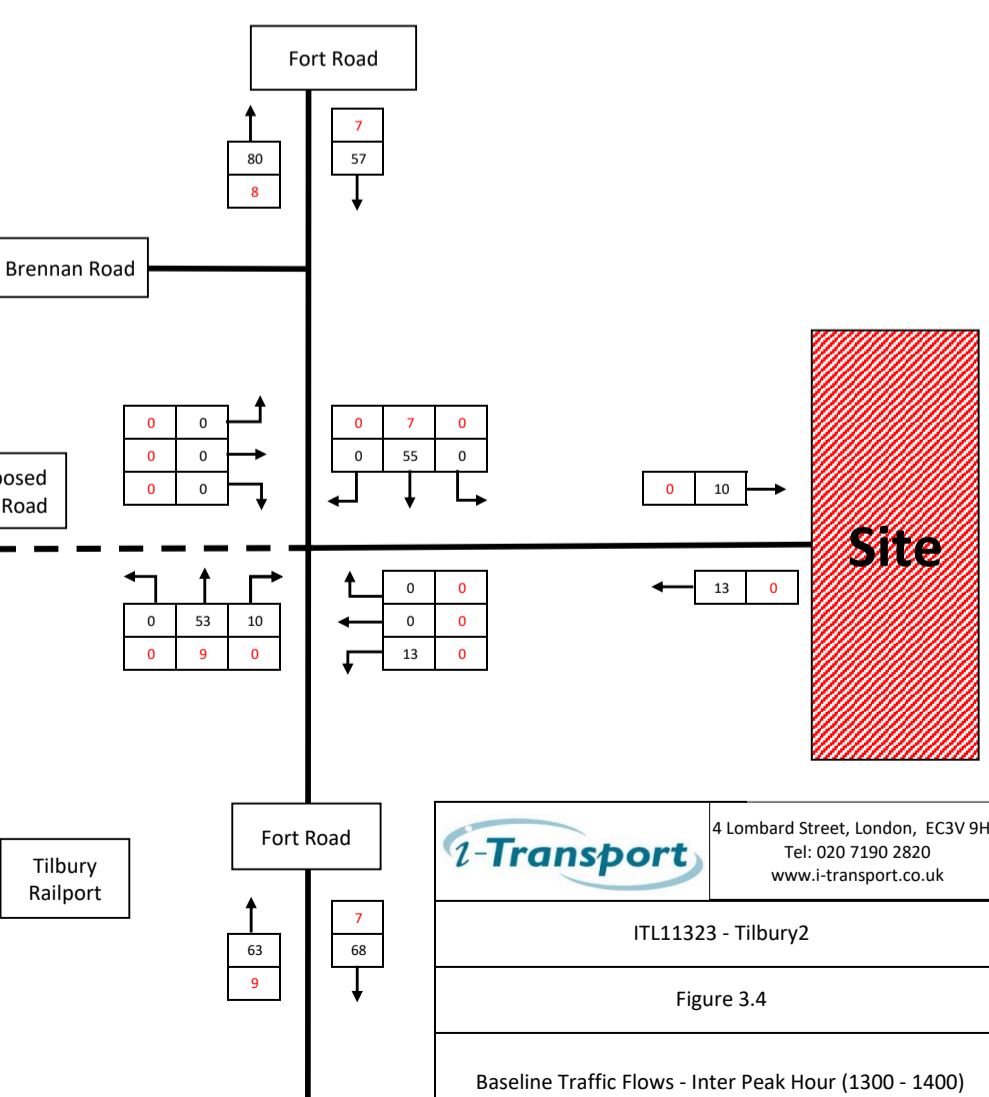 Fort Road
7
80
57
8
Brennan Road
0 0
0 7 0
0 0
0 55 0
0 0
posed
Road
0 10
Site
0 53 10
0 0
13 0
0 0
0 9 0
13 0
Fort Road
i-Transport
4 Lombard Street, London, EC3V 9H
Tel: 020 7190 2820
www.i-transport.co.uk
Tilbury
Railport
7
63
68
9
ITL11323 - Tilbury2
Figure 3.4
Baseline Traffic Flows - Inter Peak Hour (1300 - 1400)